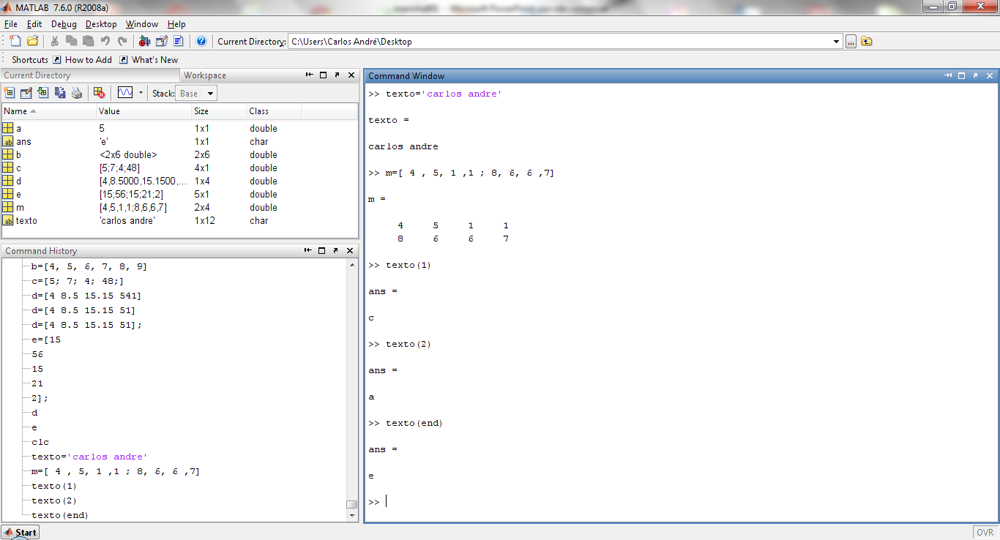 MATLAB 7.6.0 (R2008a)
File Edit Debug Desktop Window Help
Current Directory: C:\Users\Carlos André\Desktop ...
Shortcuts How to Add What's New
Current Directory Workspace
Stack: Base
Name Value Size Class
a 5 1x1 double
ab ans 'e' 1x1 char
b <2x6 double> 2x6 double
c [5;7;4;48] 4x1 double
d [4,8.5000,15.1500,... 1x4 double
e [15;56;15;21;2] 5x1 double
m [4,5,1,1;8,6,6,7] 2x4 double
ab texto 'carlos andre' 1x12 char
Command History
b=[4, 5, 6, 7, 8, 9]
c=[5; 7; 4; 48;]
d=[4 8.5 15.15 541]
d=[4 8.5 15.15 51]
d=[4 8.5 15.15 51];
e=[15
56
15
21
2];
d
e
clc
texto='carlos andre'
m=[ 4 , 5, 1 ,1 ; 8, 6, 6 ,7]
texto(1)
texto(2)
texto(end)
Command Window
>> texto='carlos andre'
texto =
carlos andre
>> m=[ 4 , 5, 1 ,1 ; 8, 6, 6 ,7]
m =
4 5 1 1
8 6 6 7
>> texto(1)
ans =
c
>> texto(2)
ans =
a
>> texto(end)
ans =
e
>>
Start
OVR